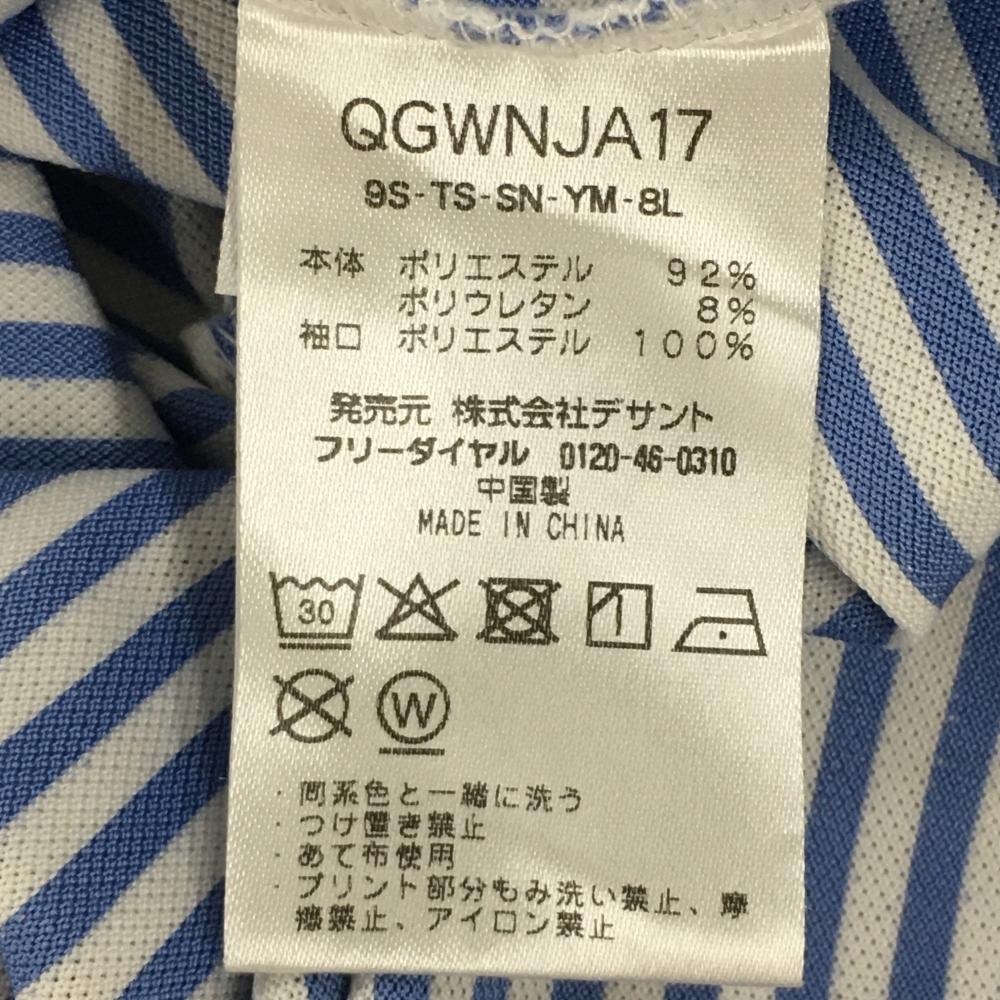 QGWNJA17
9S-TS-SN-YM-8L
本体 ポリエステル 92%
ポリウレタン 8%
袖口 ポリエステル 100%
発売元 株式会社デサント
フリーダイヤル 0120-46-0310
中国製
MADE IN CHINA
30
W
・同系色と一緒に洗う
・つけ置き禁止
・あて布使用
・プリント部分もみ洗い禁止、摩
擦禁止、アイロン禁止